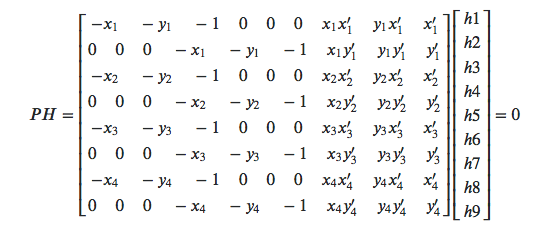 −x₁ − y₁ − 1 0 0 0 x₁x′₁ y₁x′₁ x′₁ h1
0 0 0 − x₁ − y₁ − 1 x₁y′₁ y₁y′₁ y′₁ h2
−x₂ − y₂ − 1 0 0 0 x₂x′₂ y₂x′₂ x′₂ h3
0 0 0 − x₂ − y₂ − 1 x₂y′₂ y₂y′₂ y′₂ h4
PH = h5 = 0
−x₃ − y₃ − 1 0 0 0 x₃x′₃ y₃x′₃ x′₃ h6
0 0 0 − x₃ − y₃ − 1 x₃y′₃ y₃y′₃ y′₃ h7
−x₄ − y₄ − 1 0 0 0 x₄x′₄ y₄x′₄ x′₄ h8
0 0 0 − x₄ − y₄ − 1 x₄y′₄ y₄y′₄ y′₄ h9